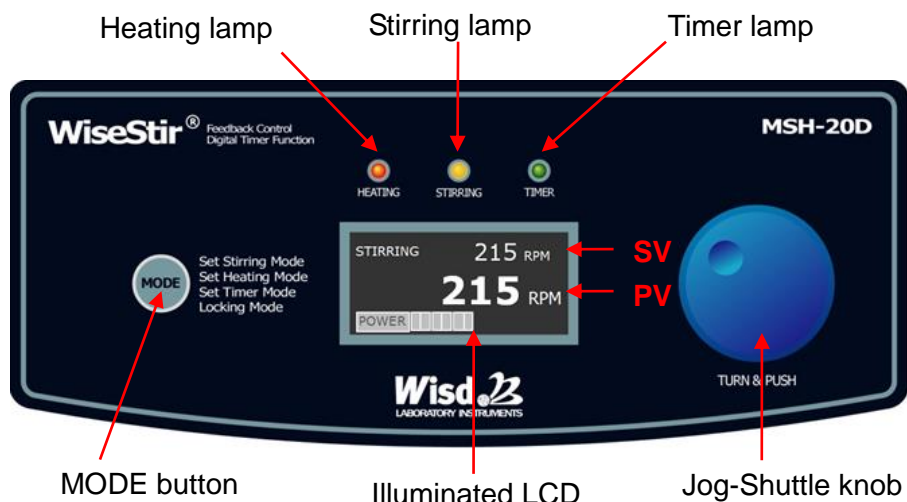 Heating lamp
Stirring lamp
Timer lamp
WiseStir® Feedback Control
Digital Timer Function
MSH-20D
HEATING
STIRRING
TIMER
STIRRING 215 RPM
SV
215 RPM
PV
POWER
MODE
Set Stirring Mode
Set Heating Mode
Set Timer Mode
Locking Mode
TURN & PUSH
Wisd
LABORATORY INSTRUMENTS
MODE button
Illuminated LCD
Jog-Shuttle knob